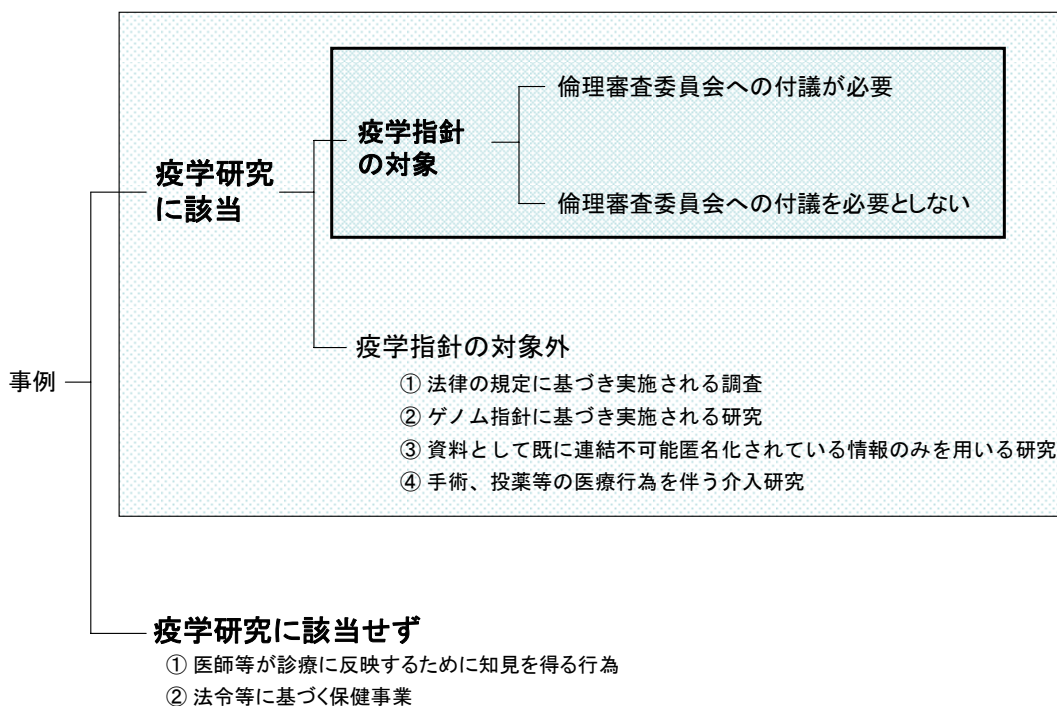 倫理審査委員会への付議が必要
疫学指針
の対象
疫学研究
に該当
倫理審査委員会への付議を必要としない
疫学指針の対象外
事例
① 法律の規定に基づき実施される調査
② ゲノム指針に基づき実施される研究
③ 資料として既に連結不可能匿名化されている情報のみを用いる研究
④ 手術、投薬等の医療行為を伴う介入研究
疫学研究に該当せず
① 医師等が診療に反映するために知見を得る行為
② 法令等に基づく保健事業